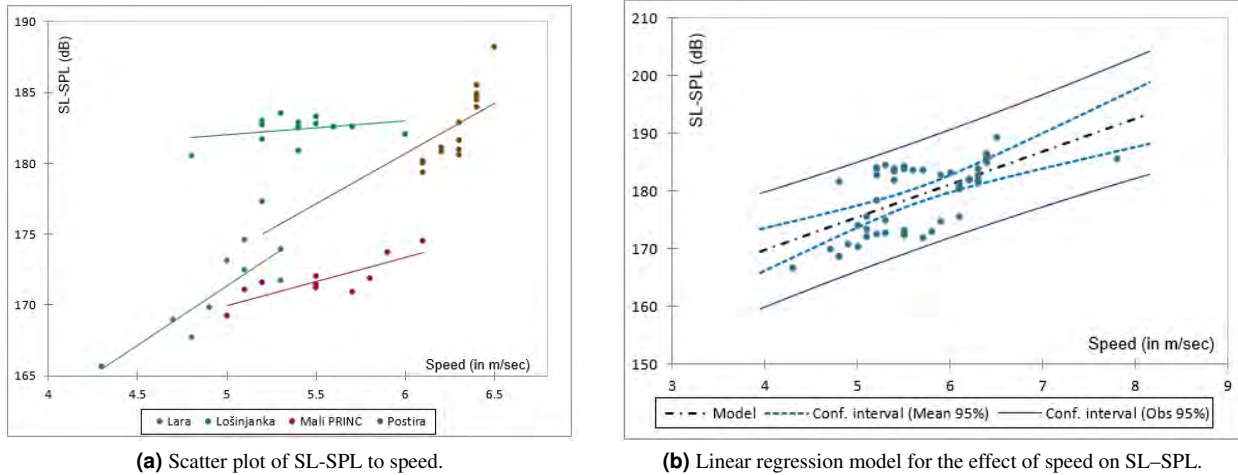 190
185
180
175
170
165
SL-SPL (dB)
Speed (in m/sec)
4
4.5
5
5.5
6
6.5
Lara
Lošinjanka
Mali PRINC
Postira
(a) Scatter plot of SL-SPL to speed.
210
200
190
180
170
160
150
SL-SPL (dB)
Speed (in m/sec)
3
4
5
6
7
8
9
Model
Conf. interval (Mean 95%)
Conf. interval (Obs 95%)
(b) Linear regression model for the effect of speed on SL–SPL.